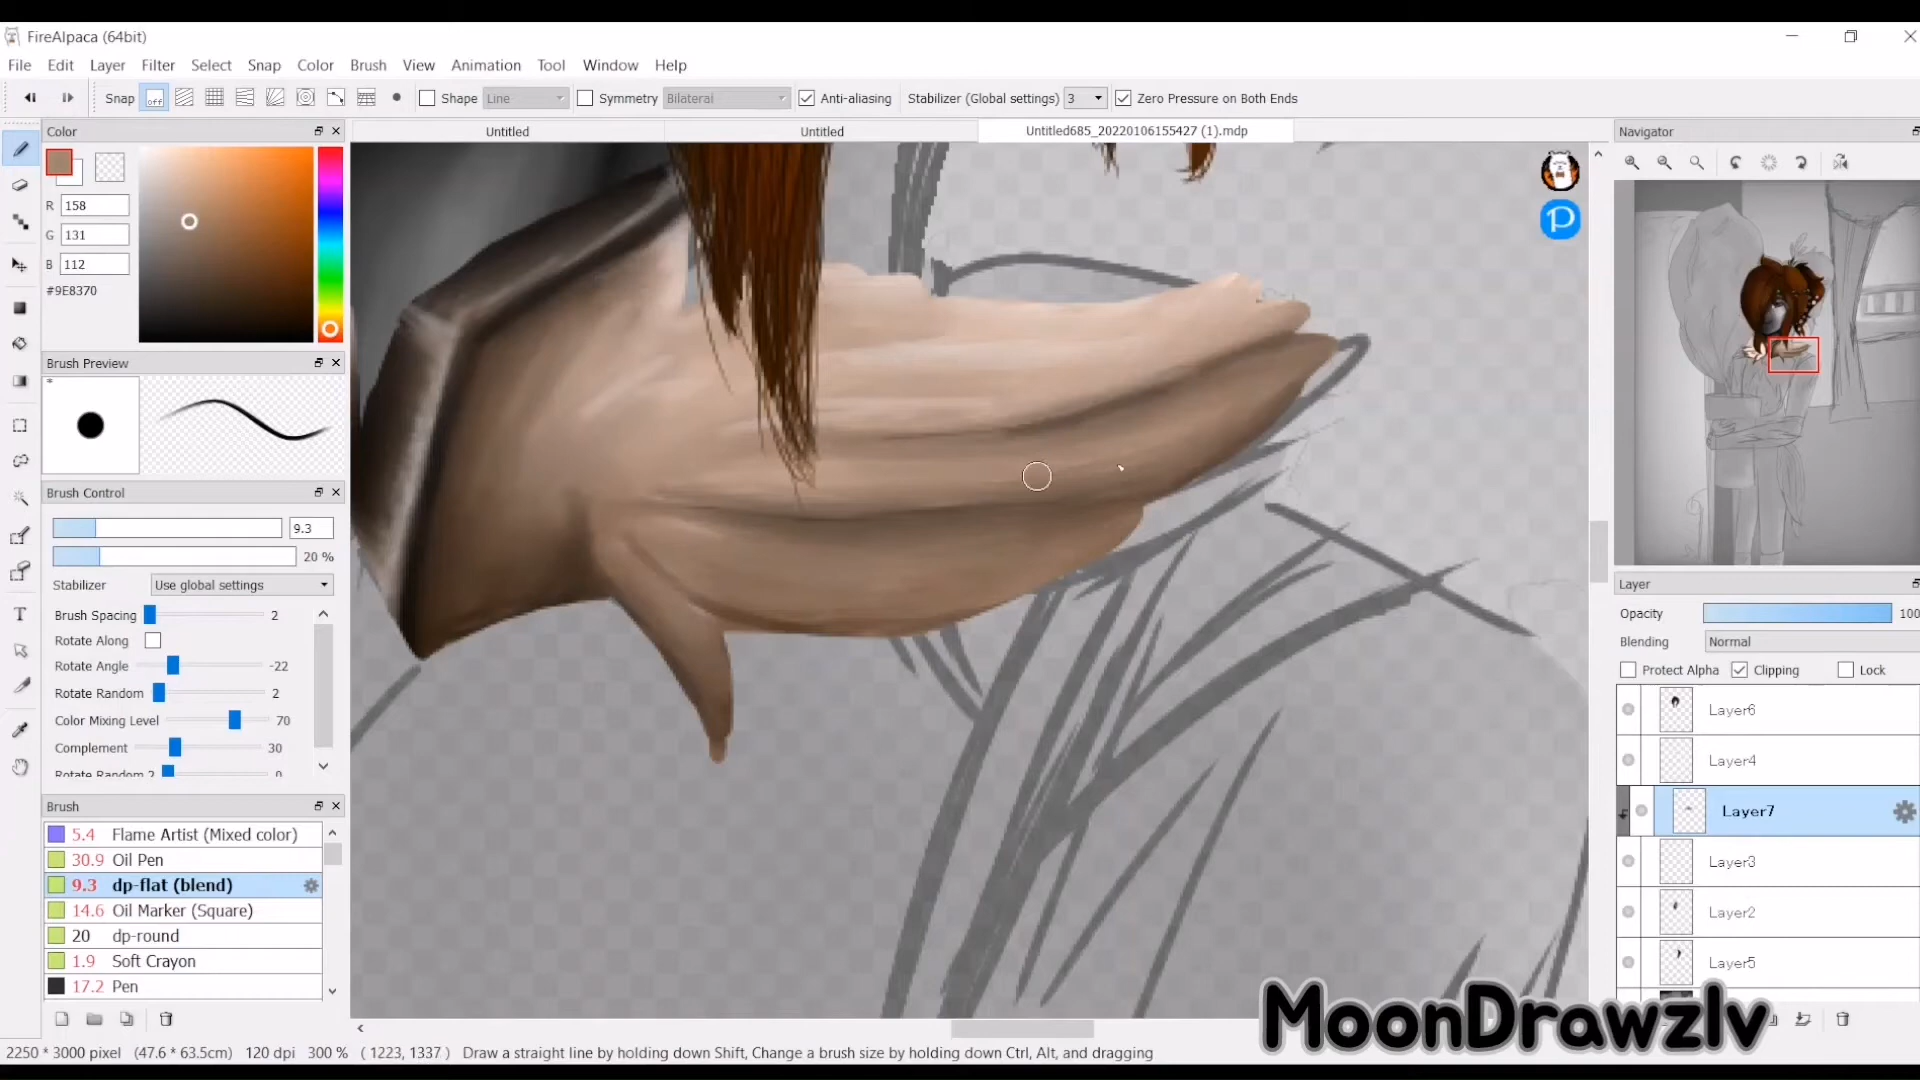 FireAlpaca (64bit)
File Edit Layer Filter Select Snap Color Brush View Animation Tool Window Help
Snap off Shape Line Symmetry Bilateral Anti-aliasing Stabilizer (Global settings) 3 Zero Pressure on Both Ends
Color
Untitled
Untitled
Untitled685_20220106155427 (1).mdp
Navigator
R 158
G 131
B 112
#9E8370
P
Brush Preview
*
Brush Control
9.3
20 %
Stabilizer Use global settings
Brush Spacing 2
Rotate Along
Rotate Angle -22
Rotate Random 2
Color Mixing Level 70
Complement 30
Rotate Random 2 0
Brush
5.4 Flame Artist (Mixed color)
30.9 Oil Pen
9.3 dp-flat (blend)
14.6 Oil Marker (Square)
20 dp-round
1.9 Soft Crayon
17.2 Pen
Layer
Opacity 100
Blending Normal
Protect Alpha Clipping Lock
Layer6
Layer4
Layer7
Layer3
Layer2
Layer5
MoonDrawzlv
2250 * 3000 pixel (47.6 * 63.5cm) 120 dpi 300 % ( 1223, 1337 ) Draw a straight line by holding down Shift, Change a brush size by holding down Ctrl, Alt, and dragging